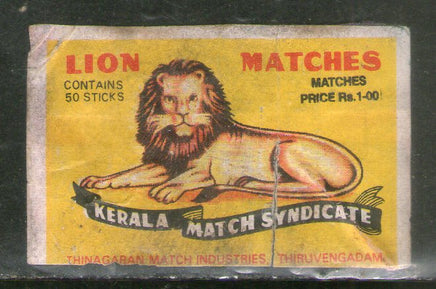 LION MATCHES
CONTAINS
50 STICKS
MATCHES
PRICE Rs.1-00
KERALA MATCH SYNDICATE
THINAGARAN MATCH INDUSTRIES, THIRUVENGADAM.